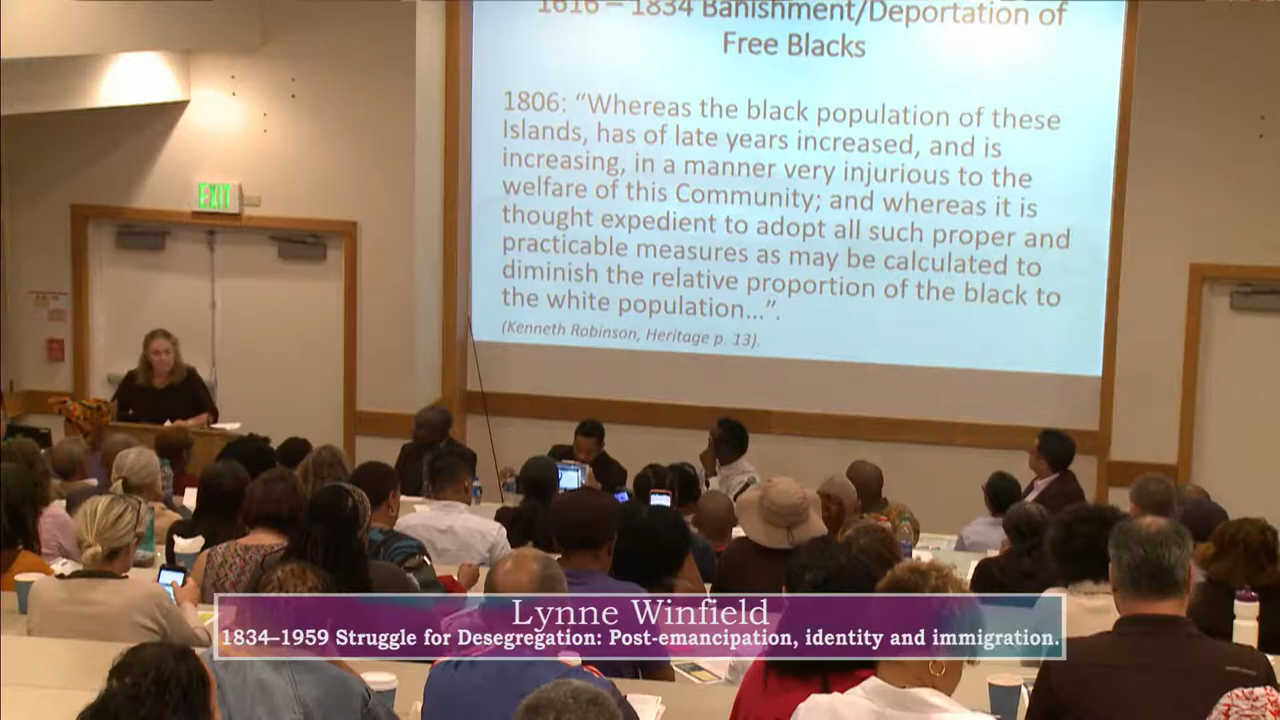 1616 – 1834 Banishment/Deportation of
Free Blacks
1806: “Whereas the black population of these
Islands, has of late years increased, and is
increasing, in a manner very injurious to the
welfare of this Community; and whereas it is
thought expedient to adopt all such proper and
practicable measures as may be calculated to
diminish the relative proportion of the black to
the white population...”.
(Kenneth Robinson, Heritage p. 13).
EXIT
Lynne Winfield
1834–1959 Struggle for Desegregation: Post-emancipation, identity and immigration.